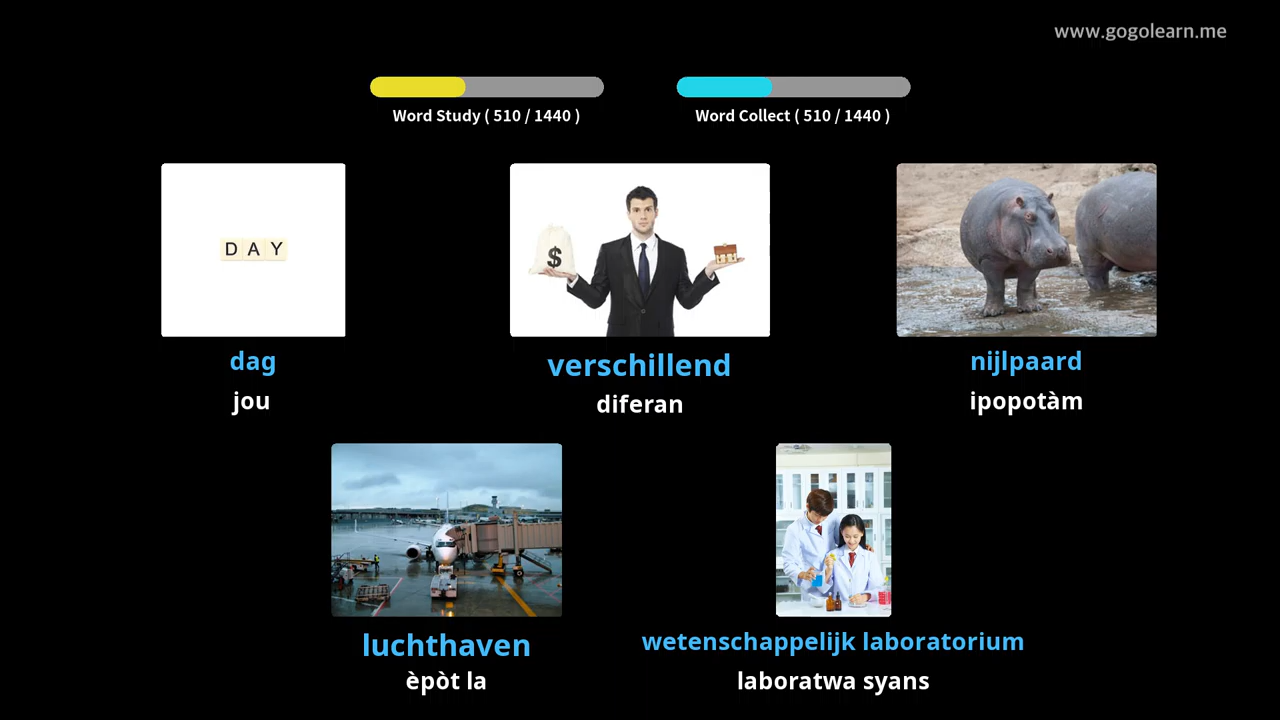 www.gogolearn.me
Word Study ( 510 / 1440 )
Word Collect ( 510 / 1440 )
DAY
$
dag
jou
verschillend
diferan
nijlpaard
ipopotàm
luchthaven
èpòt la
wetenschappelijk laboratorium
laboratwa syans